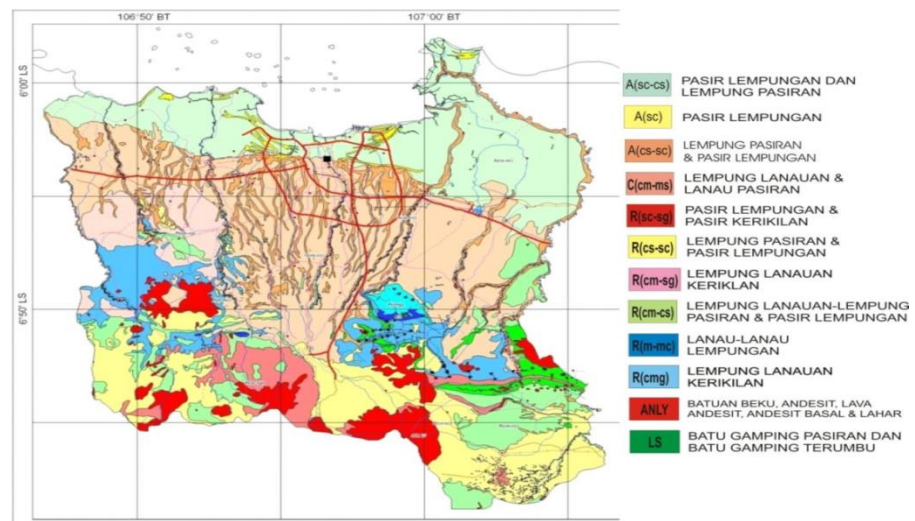 106°50' BT
107°00' BT
6°00' LS
6°50' LS
A(sc-cs) PASIR LEMPUNGAN DAN
LEMPUNG PASIRAN
A(sc) PASIR LEMPUNGAN
A(cs-sc) LEMPUNG PASIRAN
& PASIR LEMPUNGAN
C(cm-ms) LEMPUNG LANAUAN &
LANAU PASIRAN
R(sc-sg) PASIR LEMPUNGAN &
PASIR KERIKILAN
R(cs-sc) LEMPUNG PASIRAN &
PASIR LEMPUNGAN
R(cm-sg) LEMPUNG LANAUAN
KERIKLAN
R(cm-cs) LEMPUNG LANAUAN-LEMPUNG
PASIRAN & PASIR LEMPUNGAN
R(m-mc) LANAU-LANAU
LEMPUNGAN
R(cmg) LEMPUNG LANAUAN
KERIKILAN
ANLY BATUAN BEKU, ANDESIT, LAVA
ANDESIT, ANDESIT BASAL & LAHAR
LS BATU GAMPING PASIRAN DAN
BATU GAMPING TERUMBU